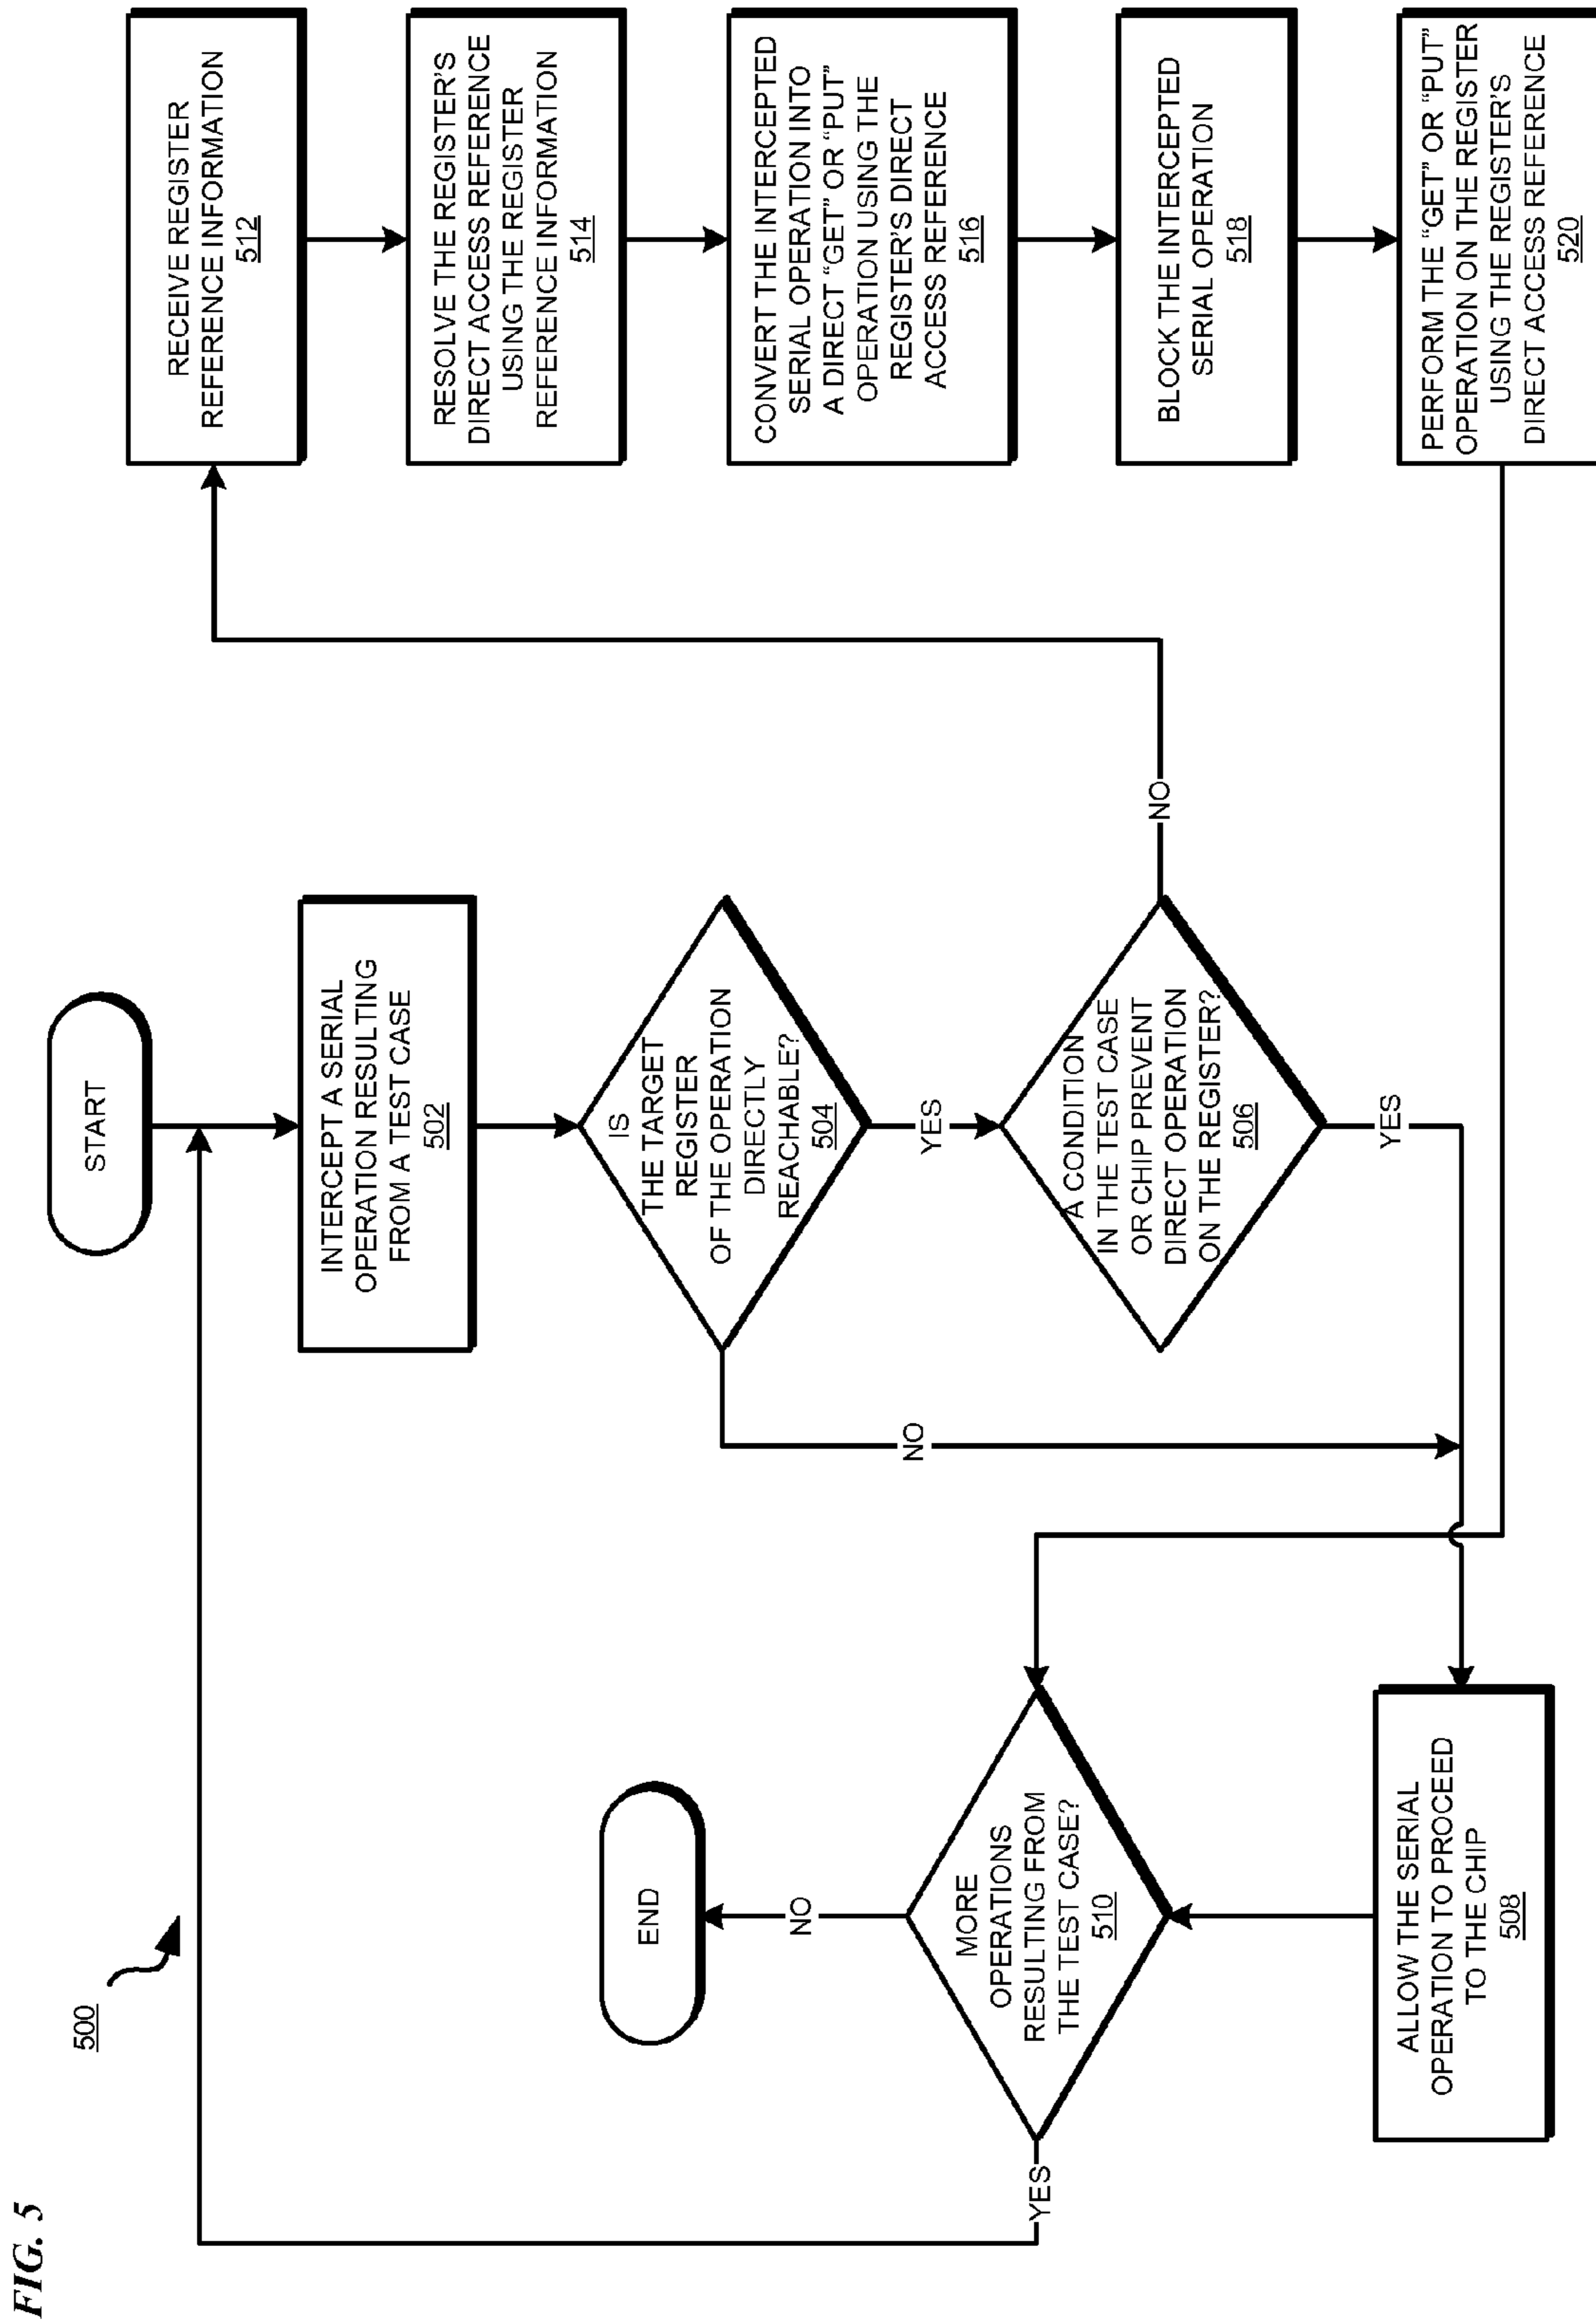 FIG. 5
500
START
INTERCEPT A SERIAL
OPERATION RESULTING
FROM A TEST CASE
502
IS
THE TARGET
REGISTER
OF THE OPERATION
DIRECTLY
REACHABLE?
504
YES
NO
A CONDITION
IN THE TEST CASE
OR CHIP PREVENT
DIRECT OPERATION
ON THE REGISTER?
506
YES
NO
ALLOW THE SERIAL
OPERATION TO PROCEED
TO THE CHIP
508
MORE
OPERATIONS
RESULTING FROM
THE TEST CASE?
510
YES
NO
END
RECEIVE REGISTER
REFERENCE INFORMATION
512
RESOLVE THE REGISTER'S
DIRECT ACCESS REFERENCE
USING THE REGISTER
REFERENCE INFORMATION
514
CONVERT THE INTERCEPTED
SERIAL OPERATION INTO
A DIRECT “GET” OR “PUT”
OPERATION USING THE
REGISTER'S DIRECT
ACCESS REFERENCE
516
BLOCK THE INTERCEPTED
SERIAL OPERATION
518
PERFORM THE “GET” OR “PUT”
OPERATION ON THE REGISTER
USING THE REGISTER'S
DIRECT ACCESS REFERENCE
520